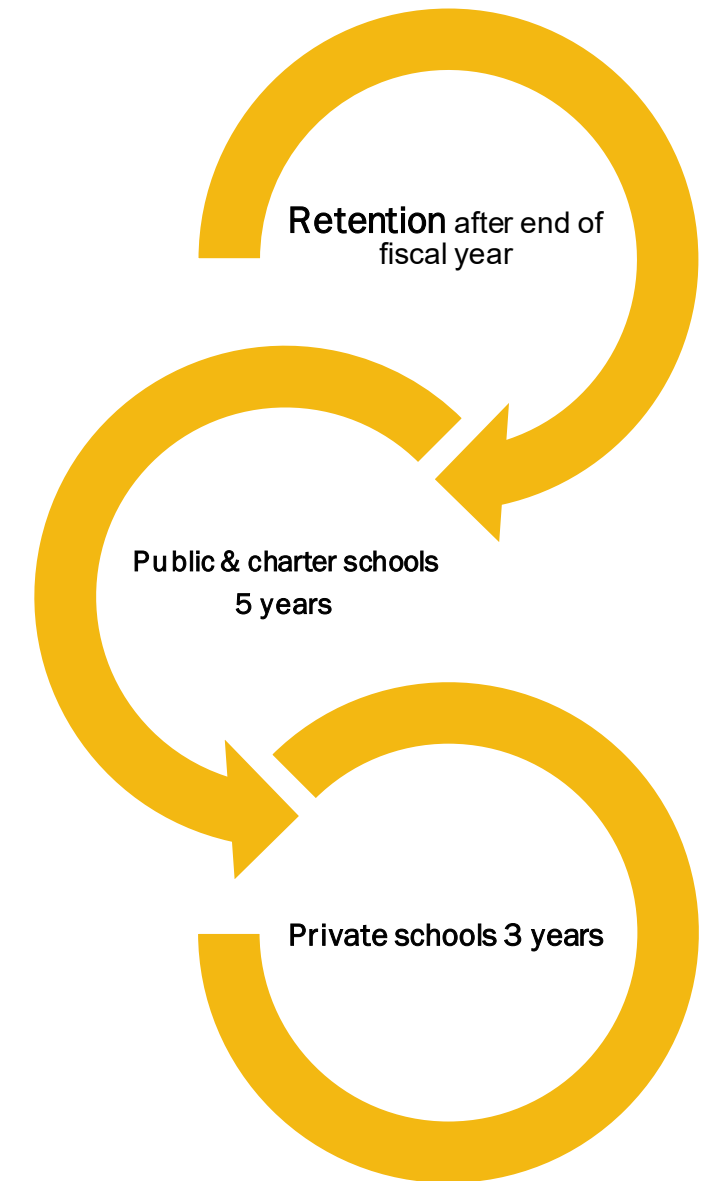 Retention after end of
fiscal year
Public & charter schools
5 years
Private schools 3 years